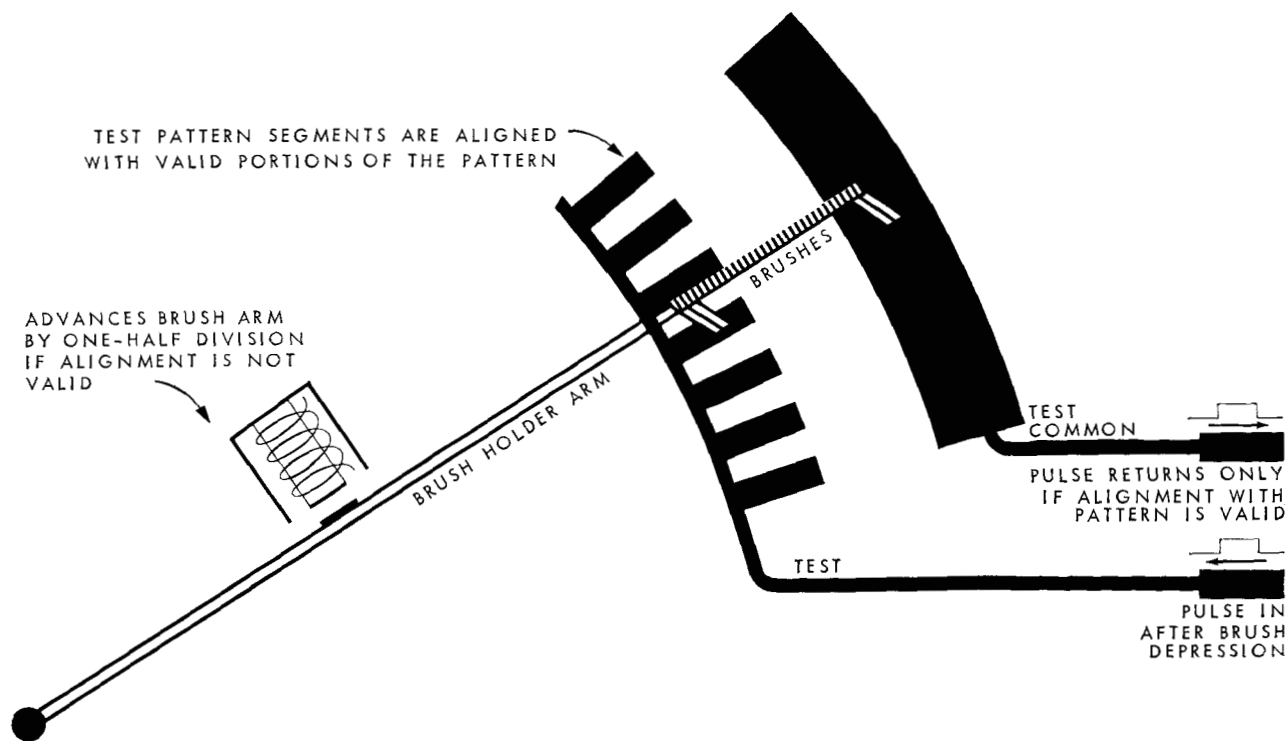 TEST PATTERN SEGMENTS ARE ALIGNED
WITH VALID PORTIONS OF THE PATTERN
BRUSHES
ADVANCES BRUSH ARM
BY ONE-HALF DIVISION
IF ALIGNMENT IS NOT
VALID
BRUSH HOLDER ARM
TEST
COMMON
PULSE RETURNS ONLY
IF ALIGNMENT WITH
PATTERN IS VALID
TEST
PULSE IN
AFTER BRUSH
DEPRESSION